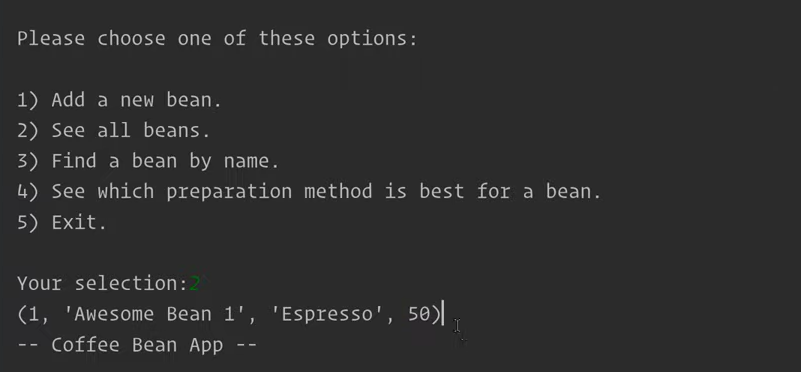 Please choose one of these options:
1) Add a new bean.
2) See all beans.
3) Find a bean by name.
4) See which preparation method is best for a bean.
5) Exit.
Your selection:2
(1, 'Awesome Bean 1', 'Espresso', 50)
-- Coffee Bean App --